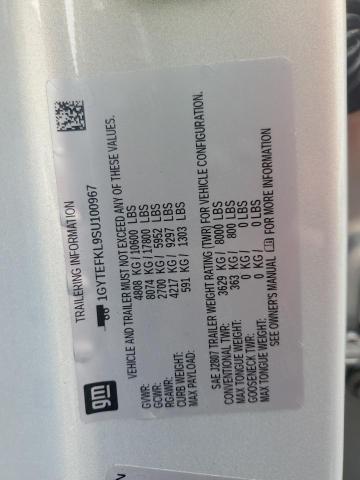 TRAILERING INFORMATION
1GYTEFKL9SU100967
gm
VEHICLE AND TRAILER MUST NOT EXCEED ANY OF THESE VALUES.
GVWR: 4808 KG / 10600 LBS
GCWR: 8074 KG / 17800 LBS
RGAWR: 2700 KG / 5952 LBS
CURB WEIGHT: 4217 KG / 9297 LBS
MAX PAYLOAD: 591 KG / 1303 LBS
SAE J2807 TRAILER WEIGHT RATING (TWR) FOR VEHICLE CONFIGURATION.
CONVENTIONAL TWR: 3629 KG / 8000 LBS
MAX TONGUE WEIGHT: 363 KG / 800 LBS
GOOSENECK TWR: 0 KG / 0 LBS
MAX TONGUE WEIGHT: 0 KG / 0 LBS
SEE OWNER'S MANUAL FOR MORE INFORMATION